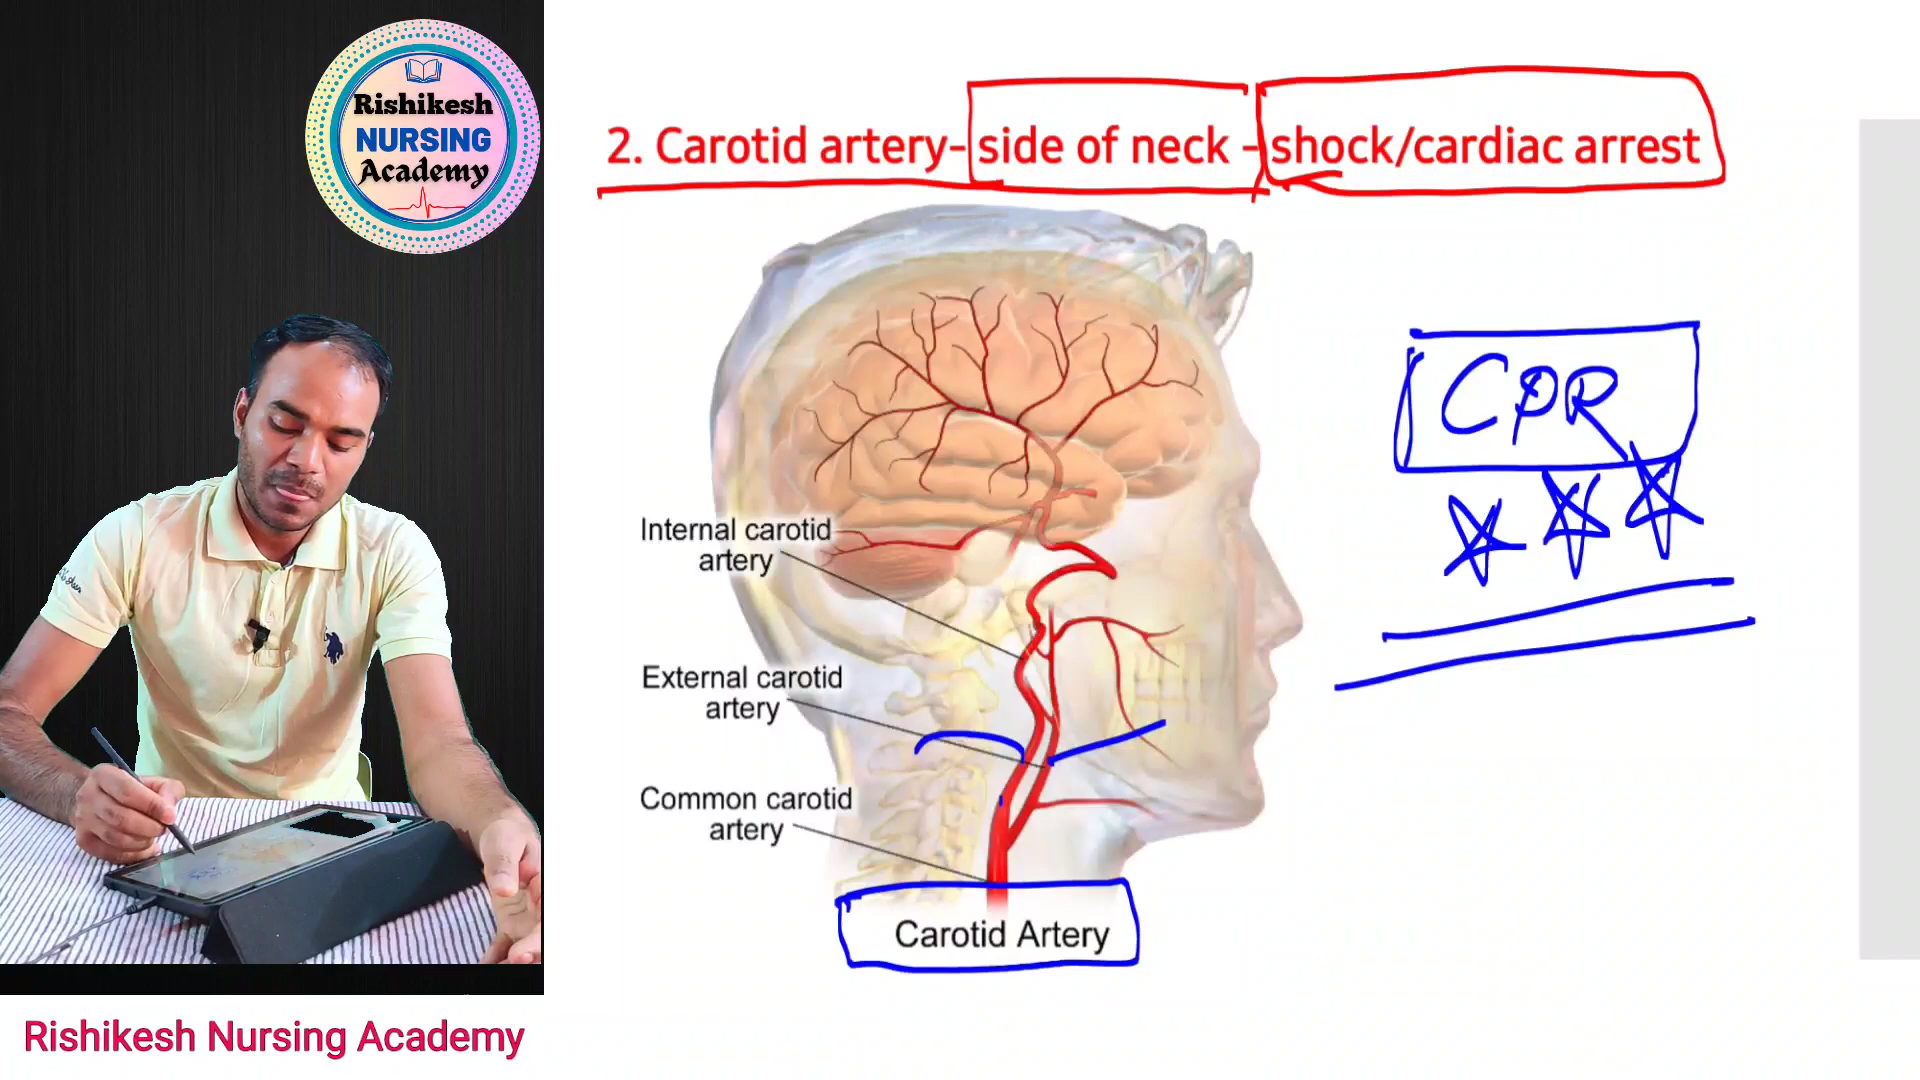 Rishikesh
NURSING
Academy
2. Carotid artery- side of neck - shock/cardiac arrest
CPR
Internal carotid
artery
External carotid
artery
Common carotid
artery
Carotid Artery
Rishikesh Nursing Academy